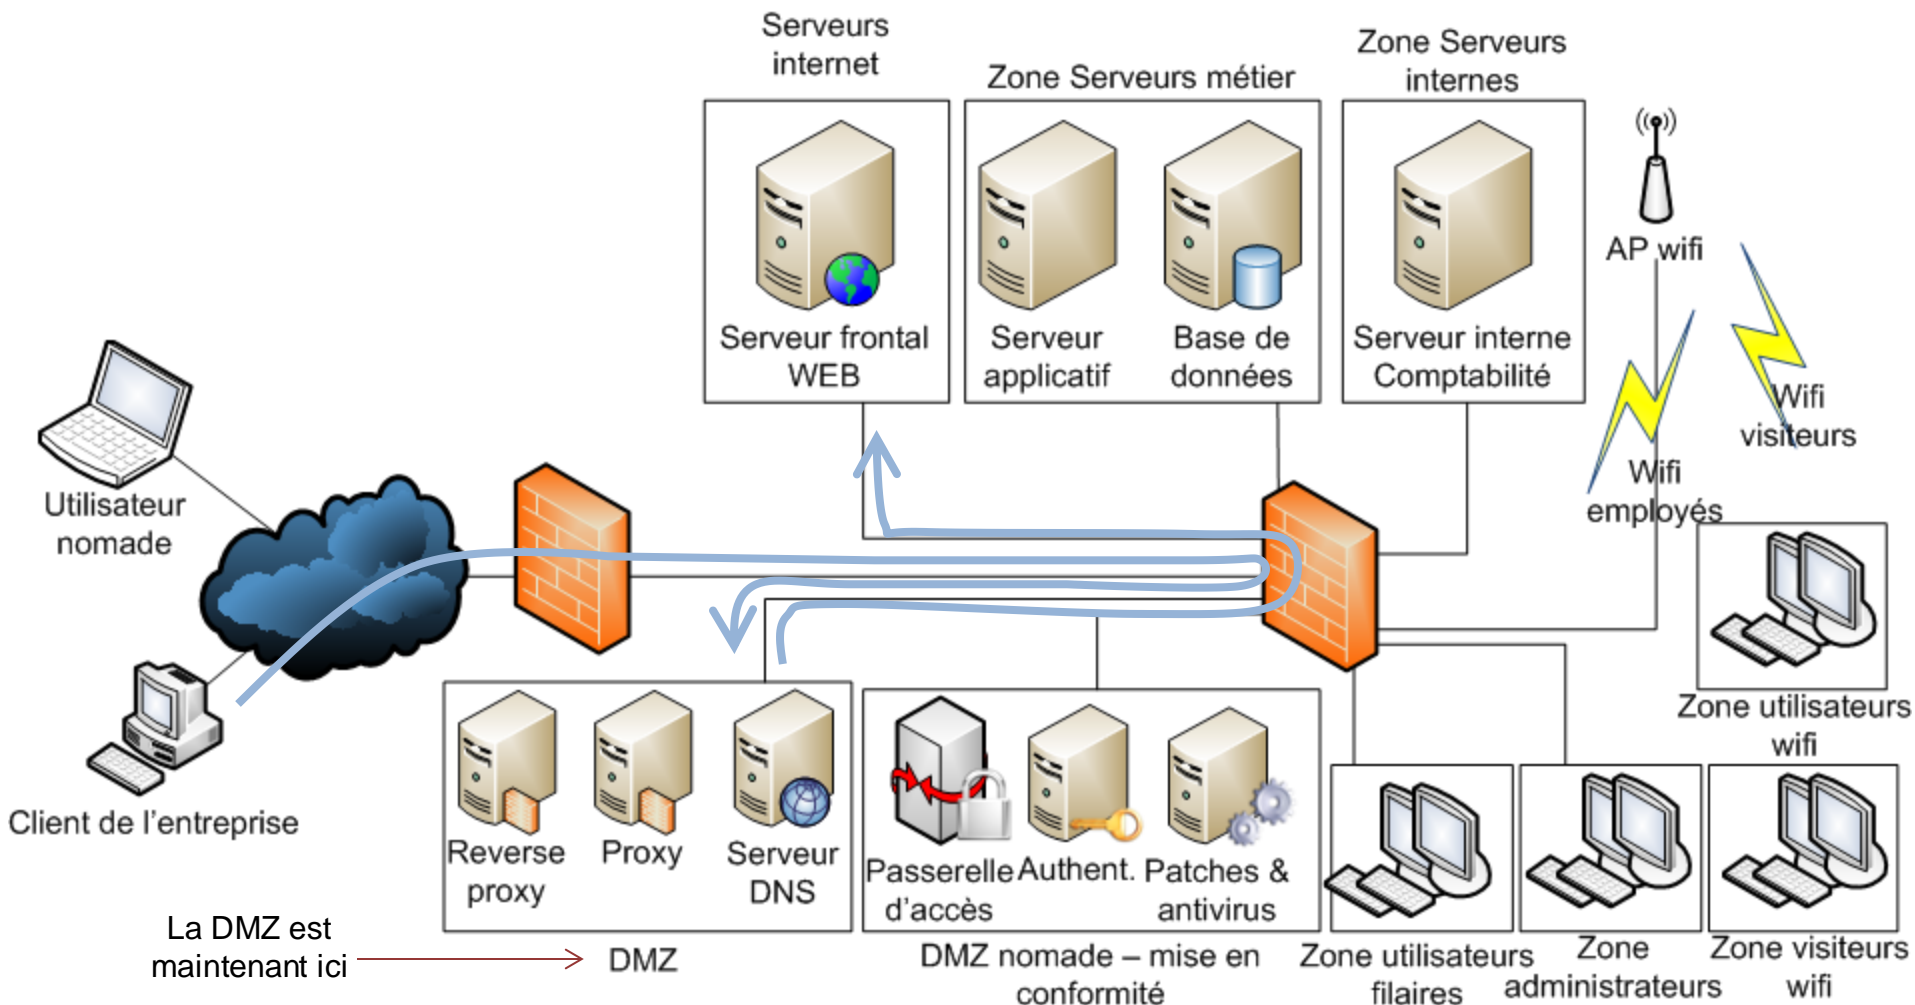 Serveurs
internet
Zone Serveurs métier
Zone Serveurs
internes
Serveur frontal
WEB
Serveur
applicatif
Base de
données
Serveur interne
Comptabilité
AP wifi
Wifi
visiteurs
Wifi
employés
Utilisateur
nomade
Client de l'entreprise
Zone utilisateurs
wifi
Reverse
proxy
Proxy
Serveur
DNS
Passerelle
d'accès
Authent.
Patches &
antivirus
La DMZ est
maintenant ici
DMZ
DMZ nomade – mise en
conformité
Zone utilisateurs
filaires
Zone
administrateurs
Zone visiteurs
wifi